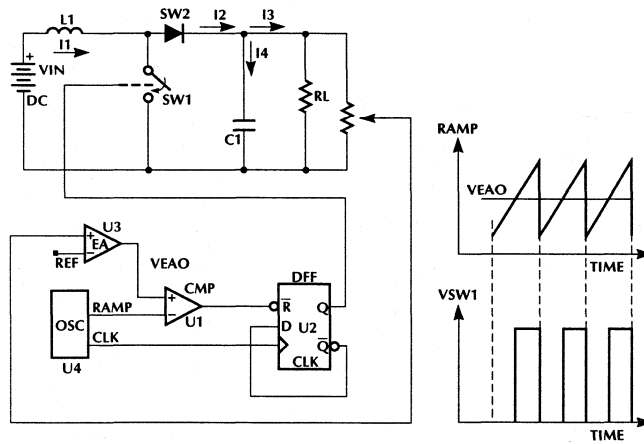 SW2
L1
I1
I2
I3
I4
+
VIN
DC
SW1
RL
C1
RAMP
VEAO
TIME
U3
+
EA
−
REF
VEAO
CMP
+
−
U1
DFF
R
Q
D
U2
Q
CLK
OSC
RAMP
CLK
U4
VSW1
TIME